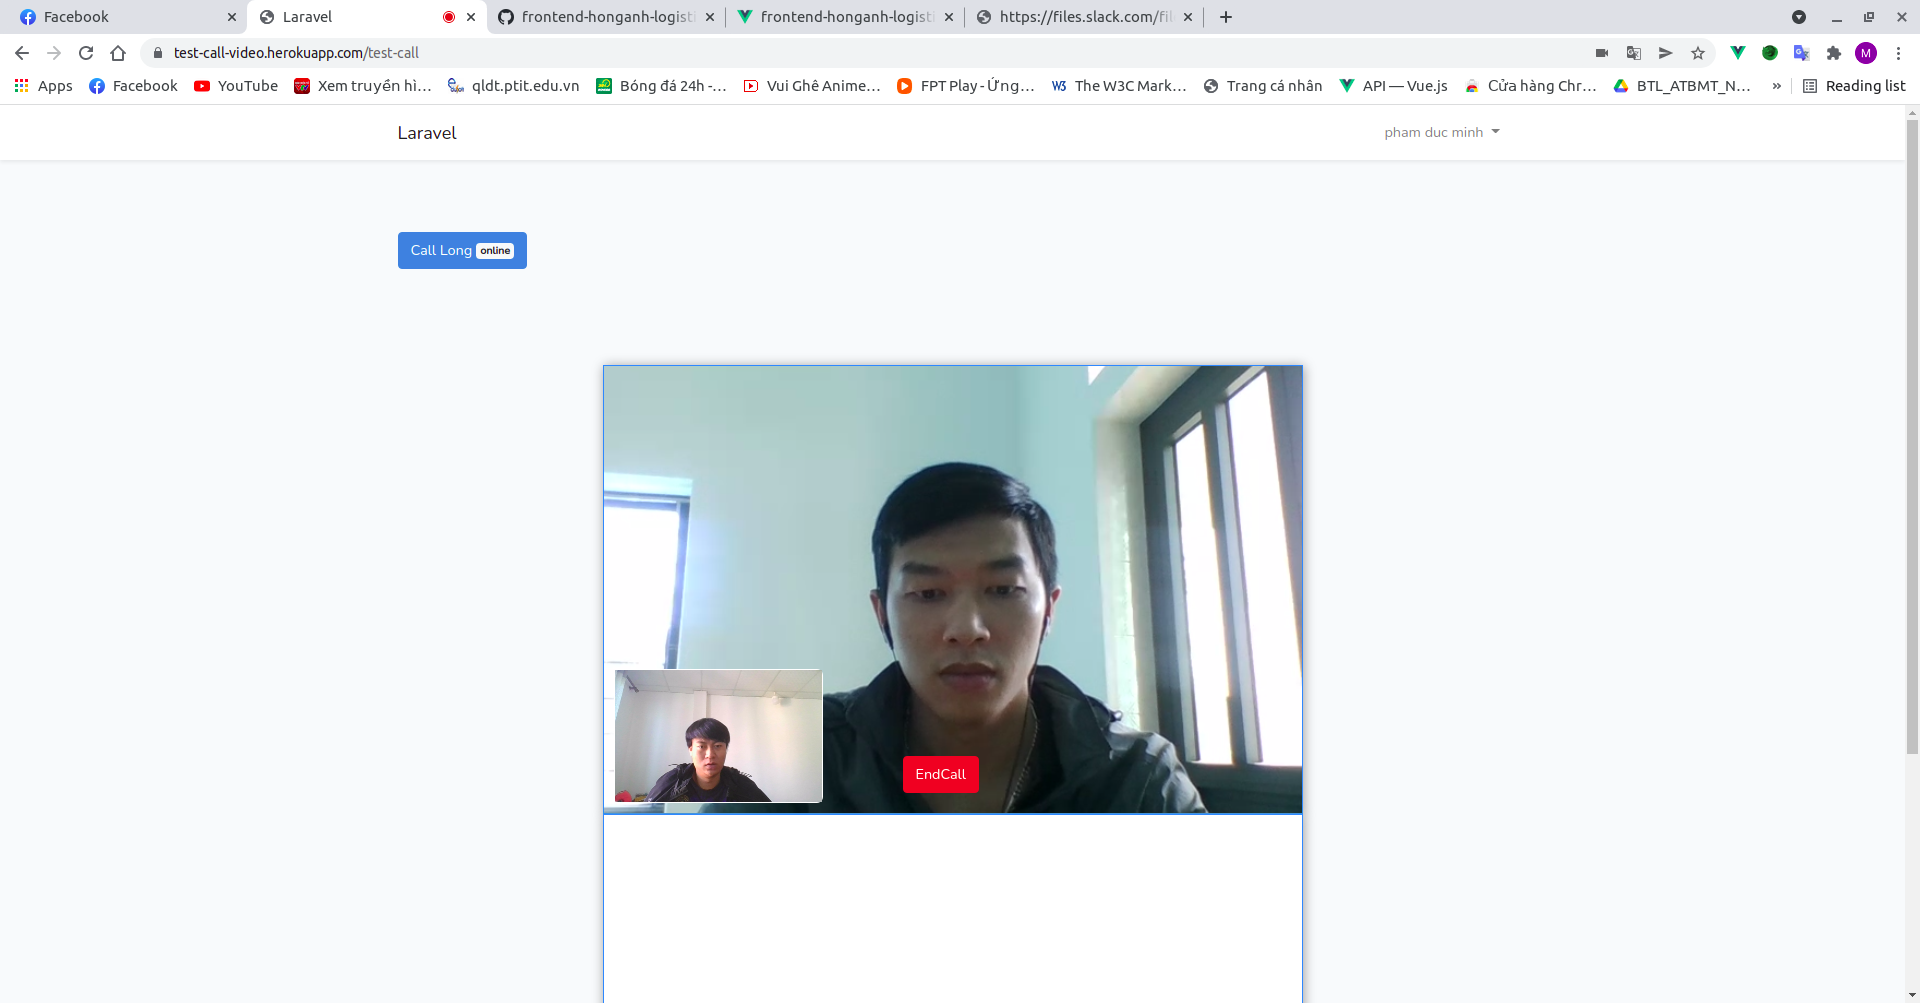 Facebook
Laravel
frontend-honganh-logisti
frontend-honganh-logisti
https://files.slack.com/fil
test-call-video.herokuapp.com/test-call
M
Apps
Facebook
YouTube
Xem truyền hì...
qldt.ptit.edu.vn
Bóng đá 24h -...
Vui Ghê Anime...
FPT Play - Ứng...
The W3C Mark...
Trang cá nhân
API — Vue.js
Cửa hàng Chr...
BTL_ATBMT_N...
»
Reading list
Laravel
pham duc minh
Call Long online
EndCall